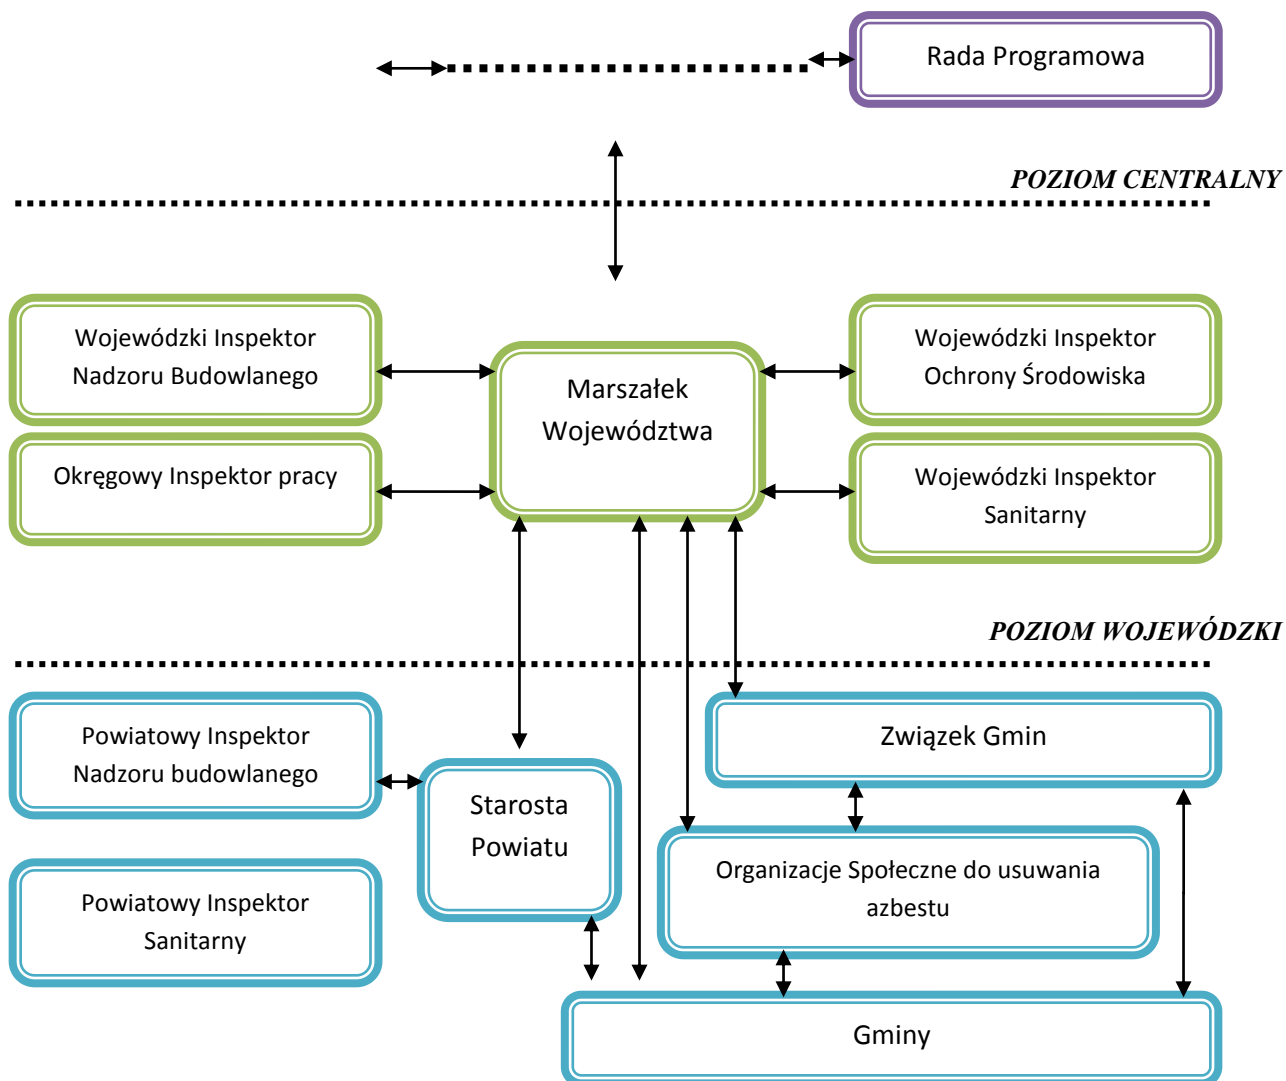 Rada Programowa
POZIOM CENTRALNY
Wojewódzki Inspektor
Nadzoru Budowlanego
Marszałek
Województwa
Wojewódzki Inspektor
Ochrony Środowiska
Okręgowy Inspektor pracy
Wojewódzki Inspektor
Sanitarny
POZIOM WOJEWÓDZKI
Powiatowy Inspektor
Nadzoru budowlanego
Związek Gmin
Starosta
Powiatu
Organizacje Społeczne do usuwania
azbestu
Powiatowy Inspektor
Sanitarny
Gminy